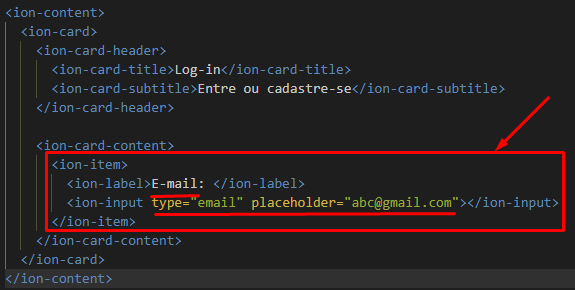 <ion-content>
<ion-card>
<ion-card-header>
<ion-card-title>Log-in</ion-card-title>
<ion-card-subtitle>Entre ou cadastre-se</ion-card-subtitle>
</ion-card-header>
<ion-card-content>
<ion-item>
<ion-label>E-mail: </ion-label>
<ion-input type="email" placeholder="abc@gmail.com"></ion-input>
</ion-item>
</ion-card-content>
</ion-card>
</ion-content>